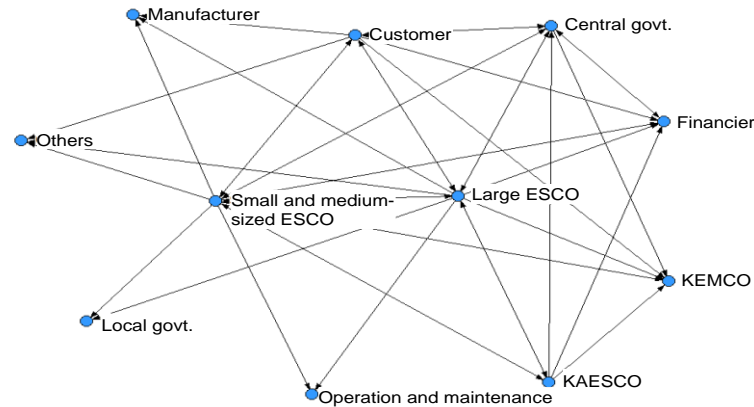 Manufacturer
Customer
Central govt.
Financier
Others
Small and medium-
sized ESCO
Large ESCO
KEMCO
Local govt.
KAESCO
Operation and maintenance